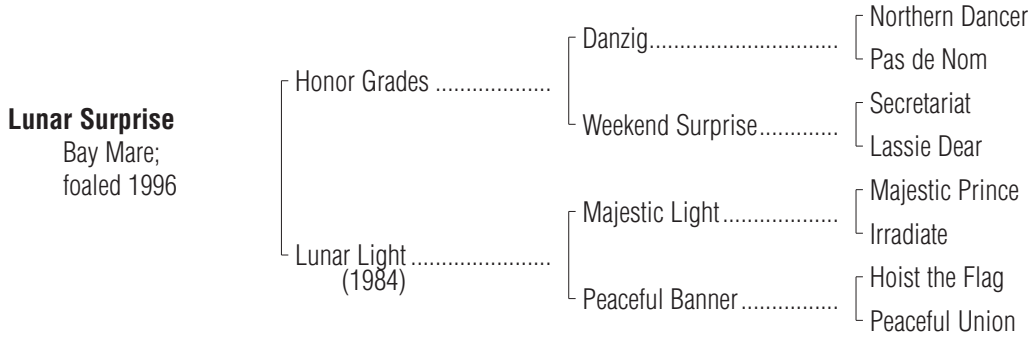 Northern Dancer
Danzig..............................
Pas de Nom
Honor Grades ...................
Secretariat
Weekend Surprise.............
Lassie Dear
Lunar Surprise
Bay Mare;
foaled 1996
Majestic Prince
Majestic Light...................
Irradiate
Lunar Light .......................
(1984)
Hoist the Flag
Peaceful Banner................
Peaceful Union